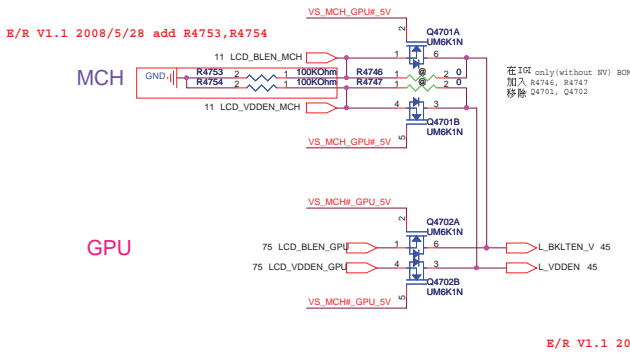 VS_MCH_GPU#_5V
E/R V1.1 2008/5/28 add R4753,R4754
2
Q4701A
UM6K1N
11 LCD_BLEN_MCH
1
6
MCH
GND
R4753 2 1 100KOhm R4746 1 @ 2 0
R4754 2 1 100KOhm R4747 1 @ 2 0
在IGI only(without NV) BOM
加入 R4746, R4747
移除 Q4701, Q4702
11 LCD_VDDEN_MCH
4
3
Q4701B
UM6K1N
5
VS_MCH_GPU#_5V
VS_MCH#_GPU_5V
2
Q4702A
UM6K1N
GPU
75 LCD_BLEN_GPU
1
6
L_BKLTEN_V 45
75 LCD_VDDEN_GPU
4
3
L_VDDEN 45
Q4702B
UM6K1N
5
VS_MCH#_GPU_5V
E/R V1.1 20